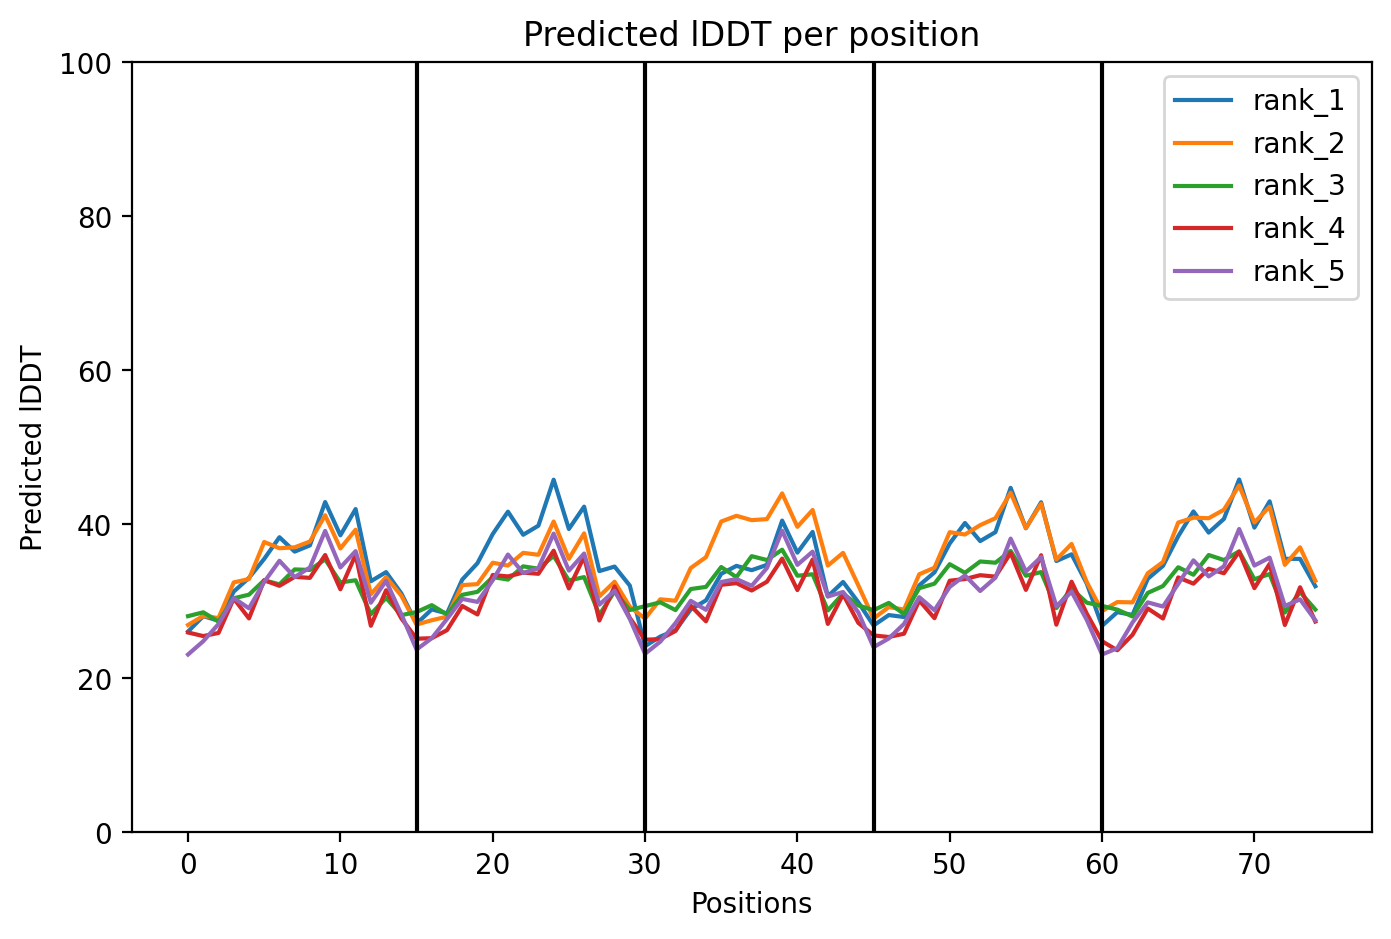 Predicted lDDT per position
100
80
60
40
20
0
Predicted lDDT
rank_1
rank_2
rank_3
rank_4
rank_5
0 10 20 30 40 50 60 70
Positions